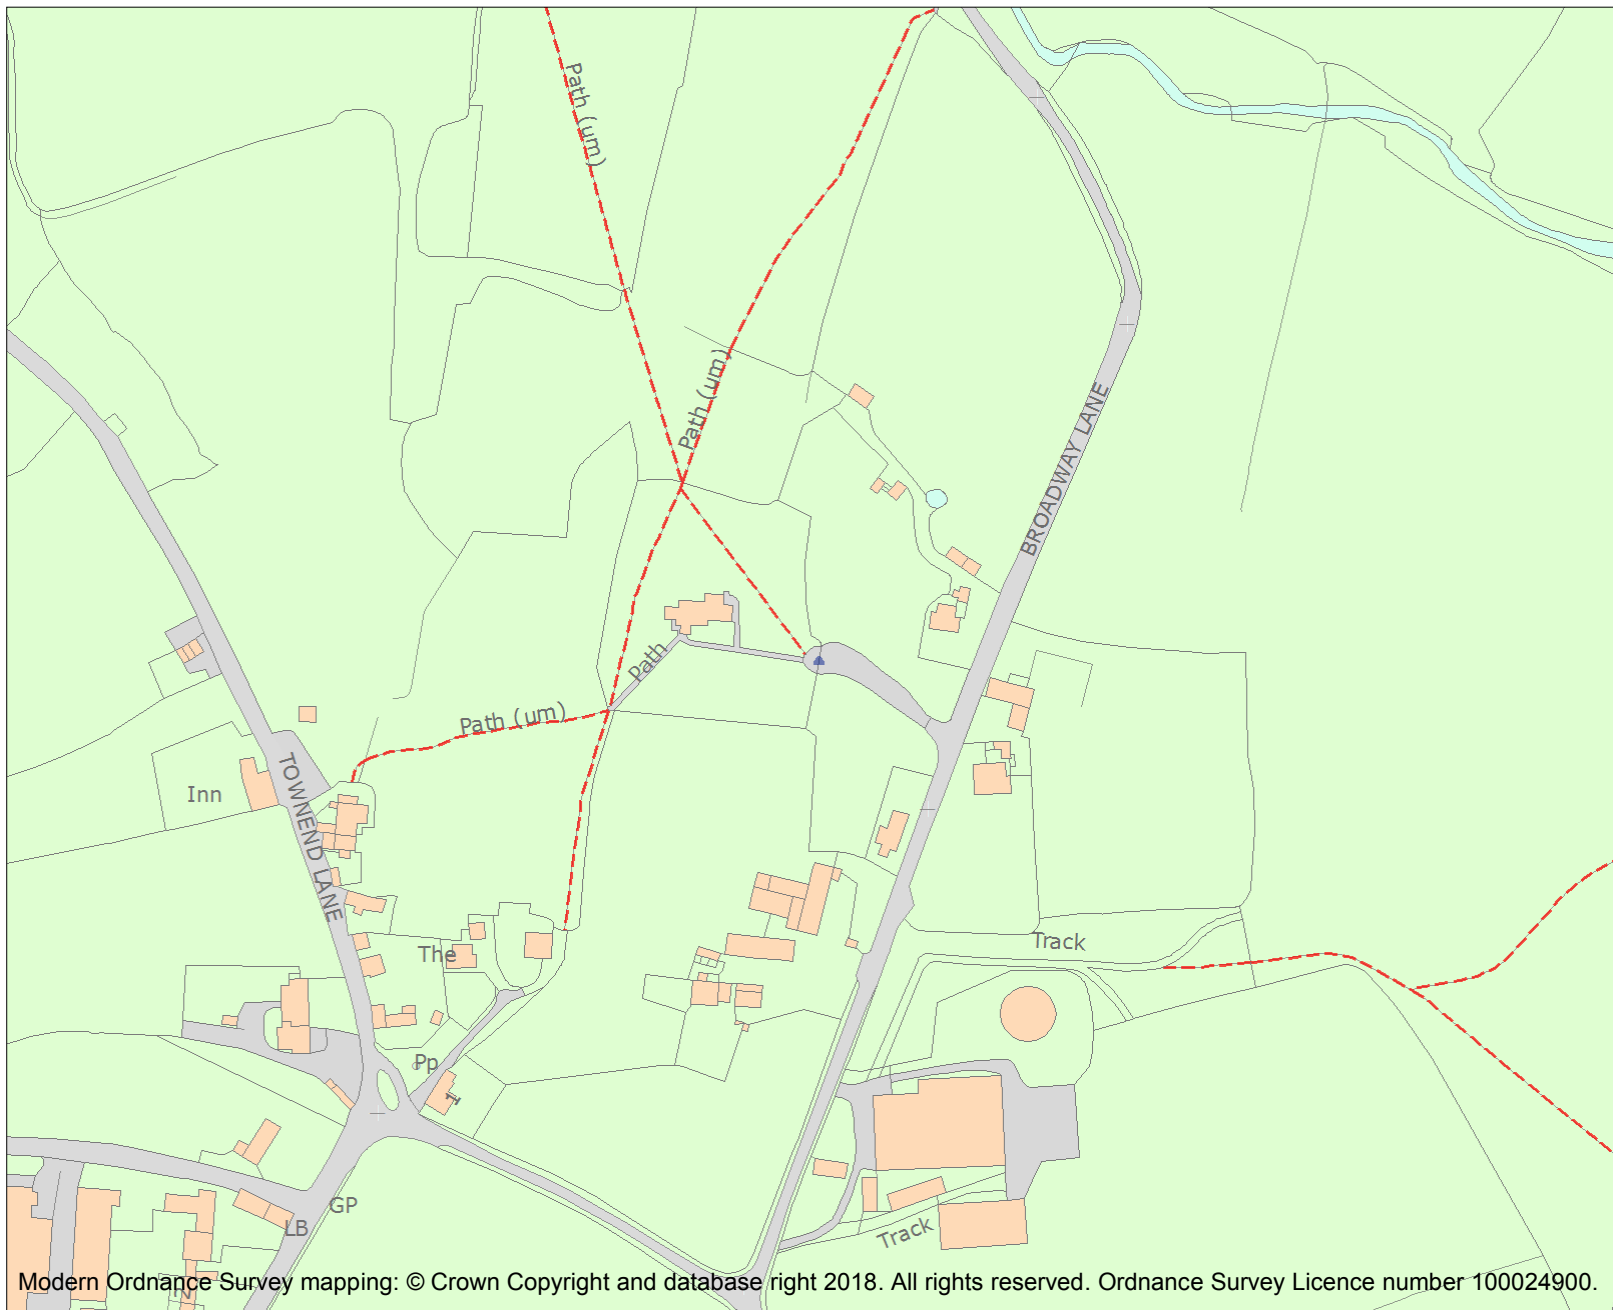 Path (um)
Path (um)
BROADWAY LANE
Path
Path (um)
TOWNEND LANE
Inn
The
Track
Pp
GP
LB
Track
Modern Ordnance Survey mapping: © Crown Copyright and database right 2018. All rights reserved. Ordnance Survey Licence number 100024900.